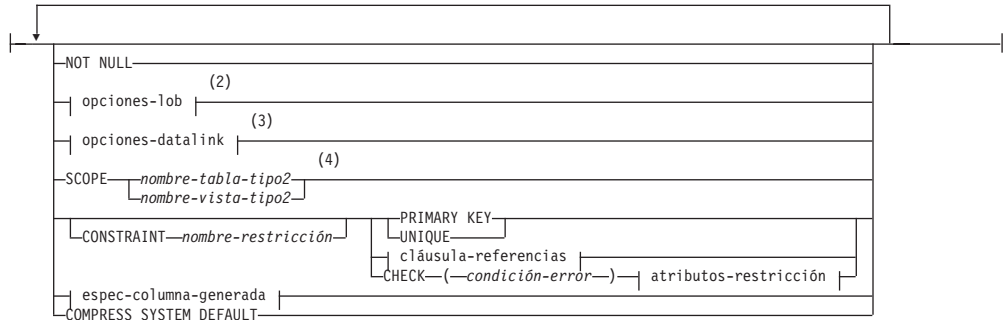 NOT NULL
(2)
opciones-lob
(3)
opciones-datalink
(4)
SCOPE nombre-tabla-tipo2
nombre-vista-tipo2
PRIMARY KEY
CONSTRAINT nombre-restricción UNIQUE
cláusula-referencias
CHECK ( condición-error ) atributos-restricción
espec-columna-generada
COMPRESS SYSTEM DEFAULT